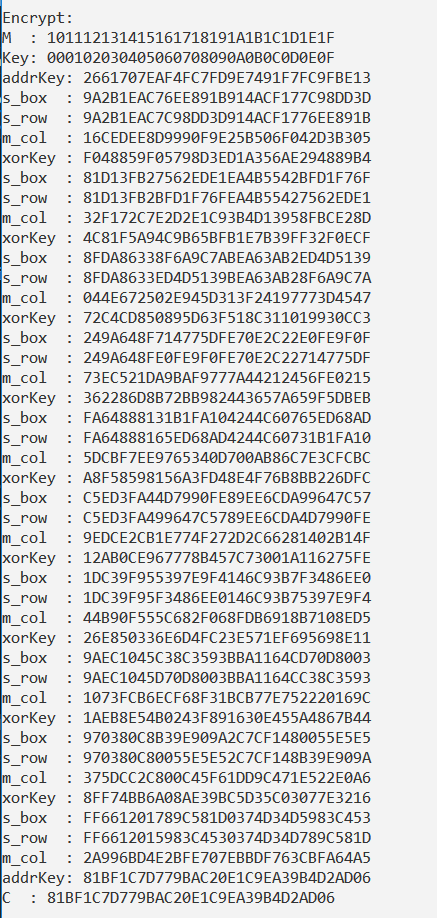 Encrypt:
M  : 101112131415161718191A1B1C1D1E1F
Key: 000102030405060708090A0B0C0D0E0F
addrKey: 2661707EAF4FC7FD9E7491F7FC9FBE13
s_box  : 9A2B1EAC76EE891B914ACF177C98DD3D
s_row  : 9A2B1EAC7C98DD3D914ACF1776EE891B
m_col  : 16CEDEE8D9990F9E25B506F042D3B305
xorKey : F048859F05798D3ED1A356AE294889B4
s_box  : 81D13FB27562EDE1EA4B5542BFD1F76F
s_row  : 81D13FB2BFD1F76FEA4B55427562EDE1
m_col  : 32F172C7E2D2E1C93B4D13958FBCE28D
xorKey : 4C81F5A94C9B65BFB1E7B39FF32F0ECF
s_box  : 8FDA86338F6A9C7ABEA63AB2ED4D5139
s_row  : 8FDA8633ED4D5139BEA63AB28F6A9C7A
m_col  : 044E672502E945D313F24197773D4547
xorKey : 72C4CD850895D63F518C311019930CC3
s_box  : 249A648F714775DFE70E2C22E0FE9F0F
s_row  : 249A648FE0FE9F0FE70E2C22714775DF
m_col  : 73EC521DA9BAF9777A44212456FE0215
xorKey : 362286D8B72BB982443657A659F5DBEB
s_box  : FA64888131B1FA104244C60765ED68AD
s_row  : FA64888165ED68AD4244C60731B1FA10
m_col  : 5DCBF7EE9765340D700AB86C7E3CFCBC
xorKey : A8F58598156A3FD48E4F76B8BB226DFC
s_box  : C5ED3FA44D7990FE89EE6CDA99647C57
s_row  : C5ED3FA499647C5789EE6CDA4D7990FE
m_col  : 9EDCE2CB1E774F272D2C66281402B14F
xorKey : 12AB0CE967778B457C73001A116275FE
s_box  : 1DC39F955397E9F4146C93B7F3486EE0
s_row  : 1DC39F95F3486EE0146C93B75397E9F4
m_col  : 44B90F555C682F068FDB6918B7108ED5
xorKey : 26E850336E6D4FC23E571EF695698E11
s_box  : 9AEC1045C38C3593BBA1164CD70D8003
s_row  : 9AEC1045D70D8003BBA1164CC38C3593
m_col  : 1073FCB6ECF68F31BCB77E752220169C
xorKey : 1AEB8E54B0243F891630E455A4867B44
s_box  : 970380C8B39E909A2C7CF1480055E5E5
s_row  : 970380C80055E5E52C7CF148B39E909A
m_col  : 375DCC2C800C45F61DD9C471E522E0A6
xorKey : 8FF74BB6A08AE39BC5D35C03077E3216
s_box  : FF661201789C581D0374D34D5983C453
s_row  : FF6612015983C4530374D34D789C581D
m_col  : 2A996BD4E2BFE707EBBDF763CBFA64A5
addrKey: 81BF1C7D779BAC20E1C9EA39B4D2AD06
C  : 81BF1C7D779BAC20E1C9EA39B4D2AD06